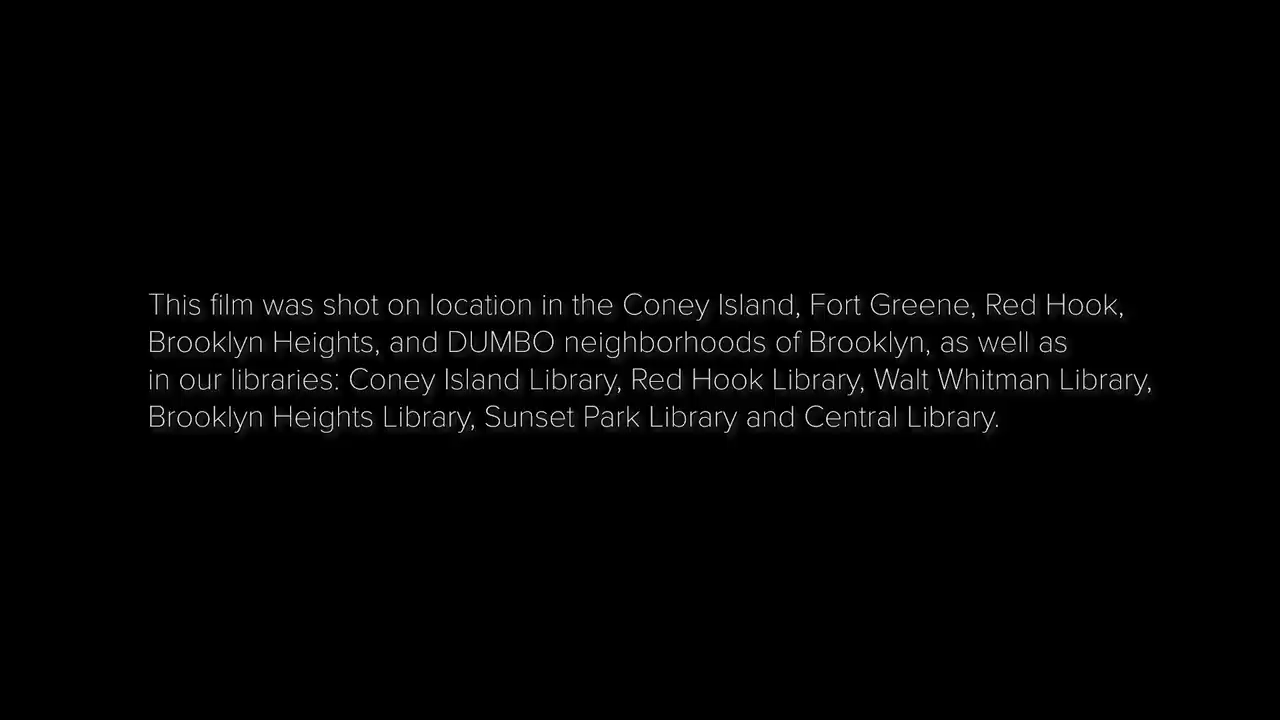 This film was shot on location in the Coney Island, Fort Greene, Red Hook,
Brooklyn Heights, and DUMBO neighborhoods of Brooklyn, as well as
in our libraries: Coney Island Library, Red Hook Library, Walt Whitman Library,
Brooklyn Heights Library, Sunset Park Library and Central Library.